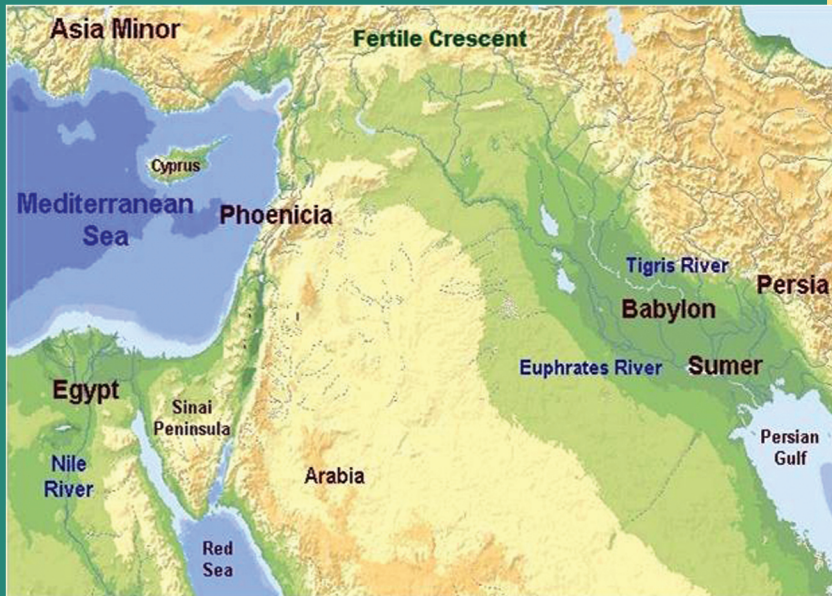 Asia Minor
Fertile Crescent
Cyprus
Mediterranean
Sea
Phoenicia
Tigris River
Persia
Babylon
Euphrates River
Sumer
Egypt
Sinai
Peninsula
Persian
Gulf
Nile
River
Arabia
Red
Sea